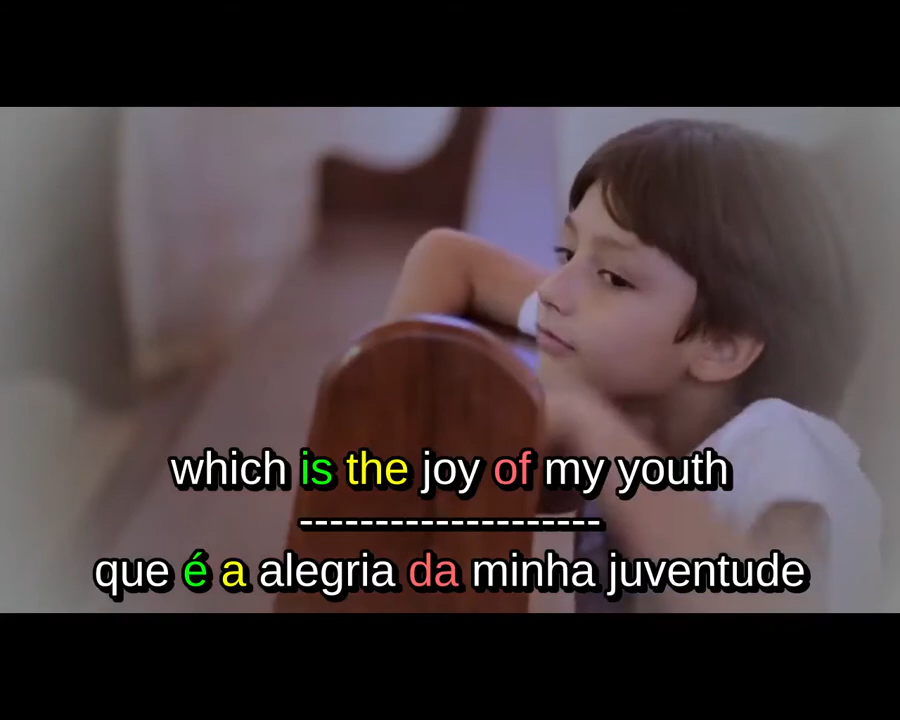 which is the joy of my youth
--------------------
que é a alegria da minha juventude